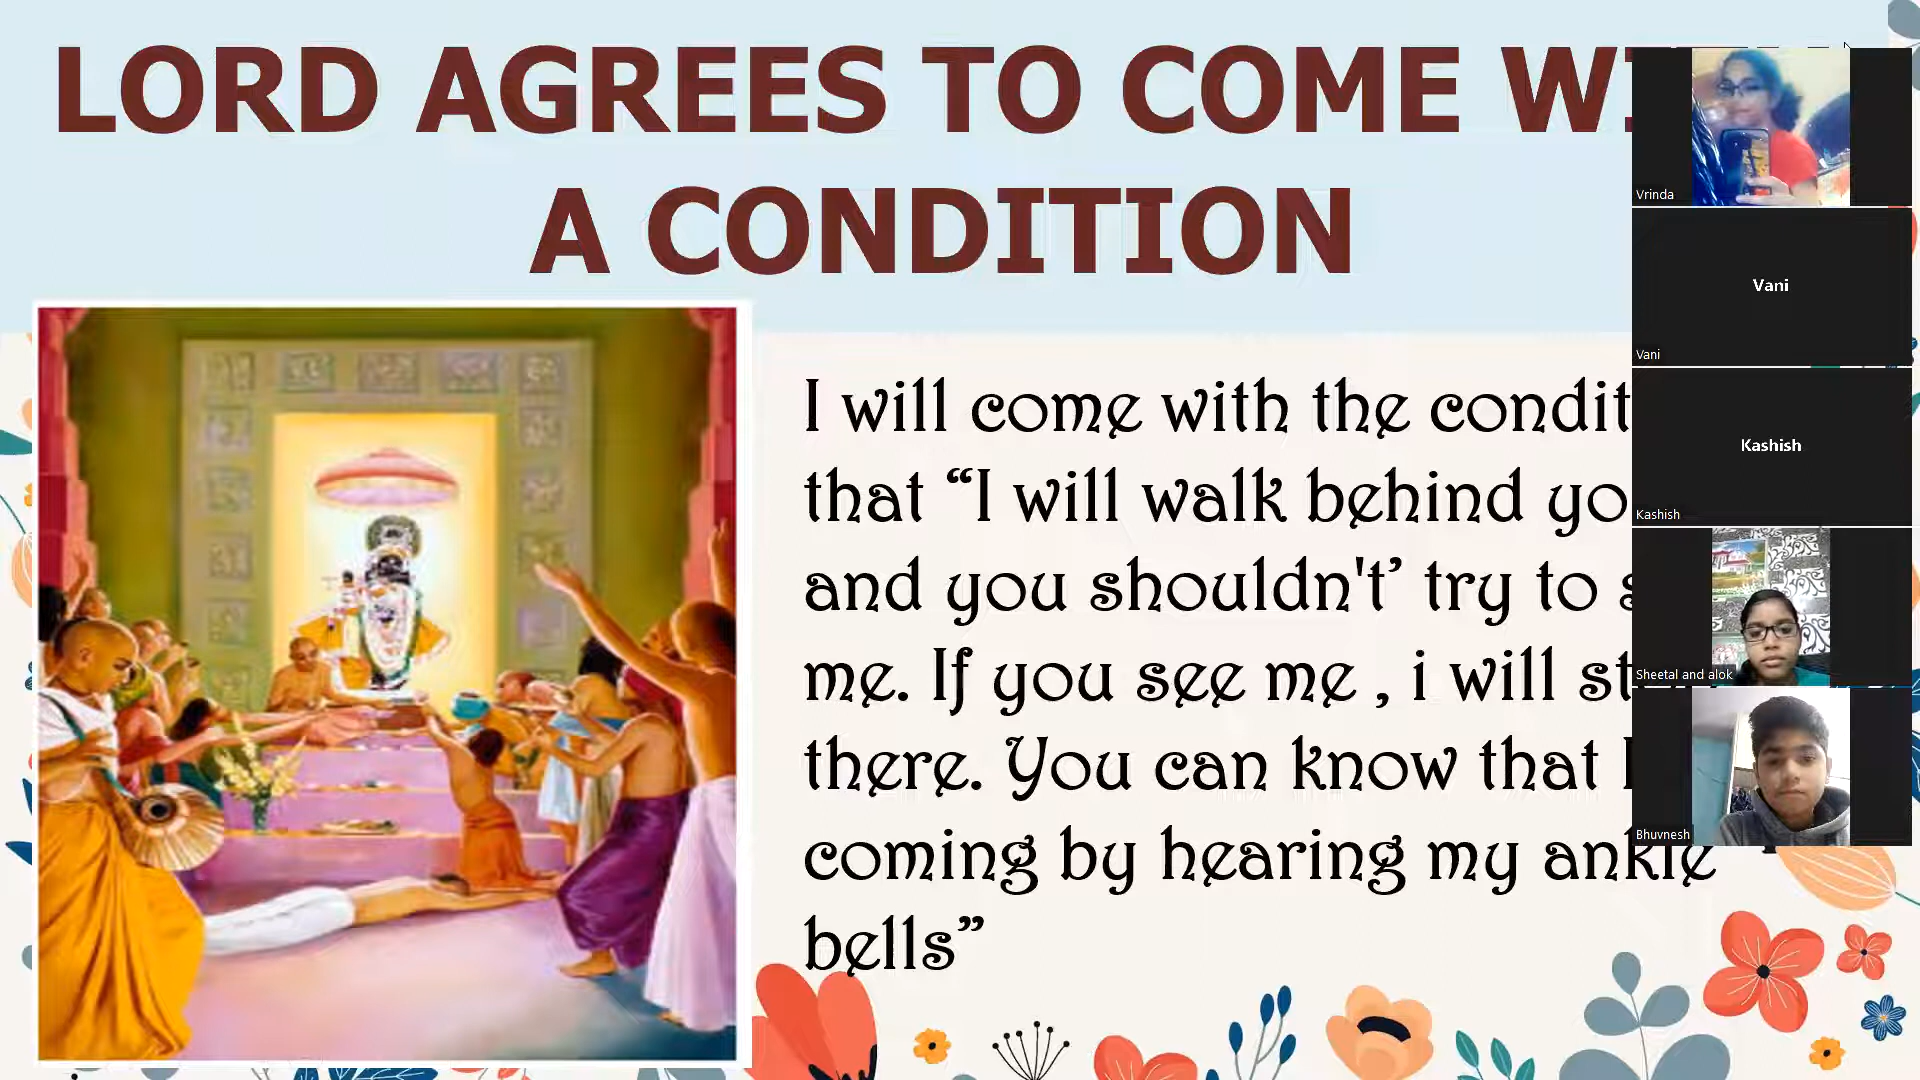 LORD AGREES TO COME
A CONDITION
I will come with the condit
that “I will walk behind yo
and you shouldn't’ try to
me. If you see me , i will st
there. You can know that I
coming by hearing my ankle
bells”
Vrinda
Vani
Vani
Kashish
Kashish
Sheetal and alok
Bhuvnesh